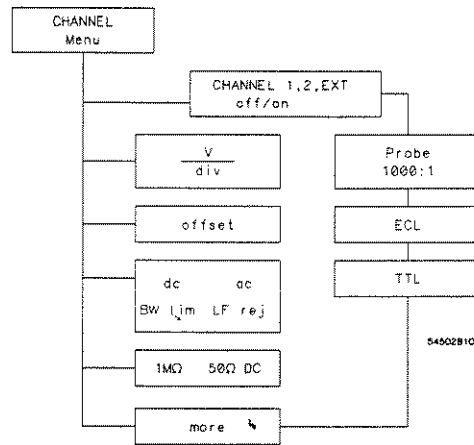 CHANNEL
Menu
CHANNEL 1,2,EXT
off/on
V
div
Probe
1000:1
offset
ECL
dc ac
BW lim LF rej
TTL
54502B10
1MΩ 50Ω DC
more